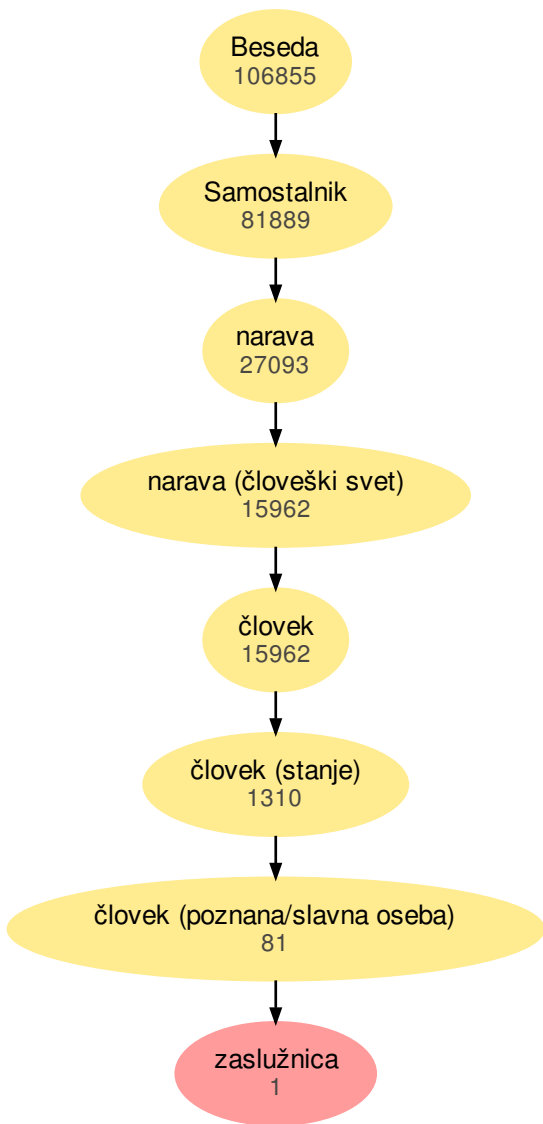 Beseda
106855
Samostalnik
81889
narava
27093
narava (človeški svet)
15962
človek
15962
človek (stanje)
1310
človek (poznana/slavna oseba)
81
zaslužnica
1